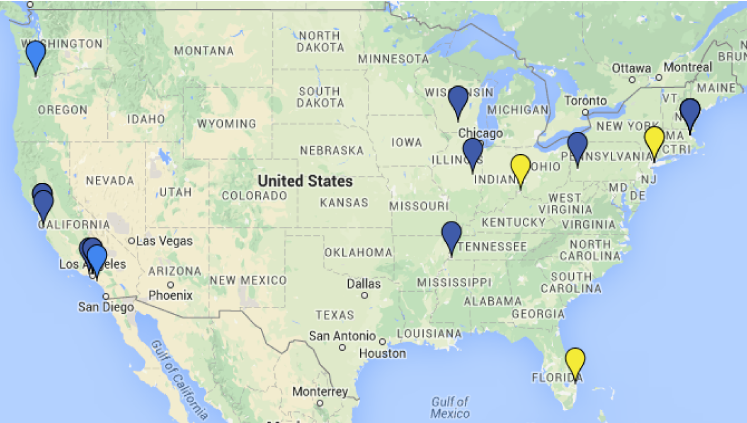 WASHINGTON
MONTANA
NORTH
DAKOTA
MINNESOTA
Ottawa
Montreal
MAINE
OREGON
IDAHO
SOUTH
DAKOTA
WISCONSIN
MICHIGAN
Toronto
VT
WYOMING
Chicago
NEW YORK
MA
IOWA
CT
RI
NEBRASKA
ILLINOIS
INDIANA
OHIO
PENNSYLVANIA
NEVADA
UTAH
COLORADO
United States
NJ
MD
DE
KANSAS
MISSOURI
WEST
VIRGINIA
KENTUCKY
VIRGINIA
CALIFORNIA
Las Vegas
TENNESSEE
NORTH
CAROLINA
OKLAHOMA
Los Angeles
ARIZONA
NEW MEXICO
Phoenix
Dallas
MISSISSIPPI
SOUTH
CAROLINA
San Diego
ALABAMA
GEORGIA
TEXAS
San Antonio
LOUISIANA
Houston
Gulf of California
FLORIDA
Monterrey
Gulf of
Mexico